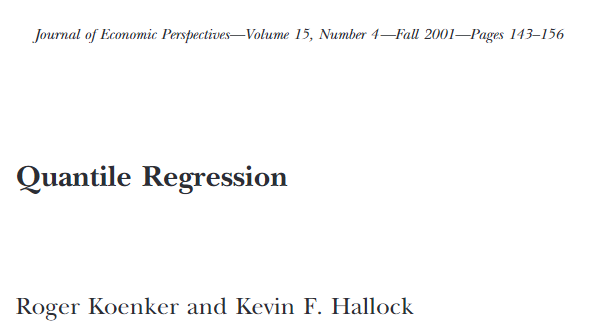 Journal of Economic Perspectives—Volume 15, Number 4—Fall 2001—Pages 143–156
Quantile Regression
Roger Koenker and Kevin F. Hallock